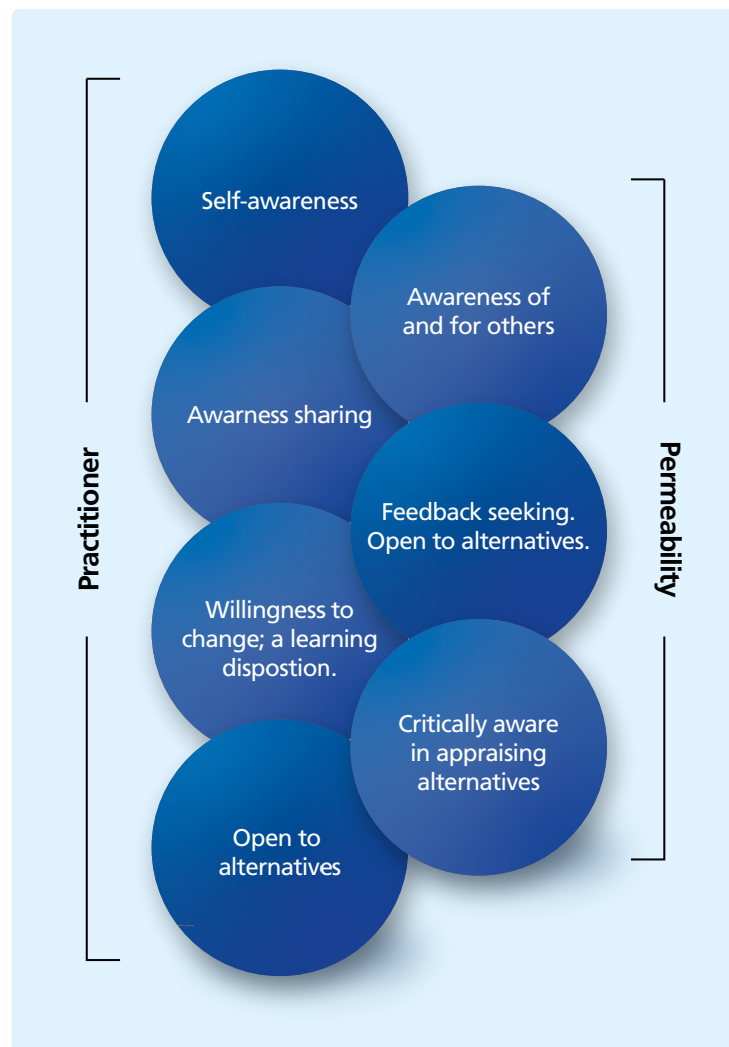 Self-awareness
Awareness of
and for others
Awarness sharing
Feedback seeking.
Open to alternatives.
Willingness to
change; a learning
dispostion.
Critically aware
in appraising
alternatives
Open to
alternatives
Practitioner
Permeability